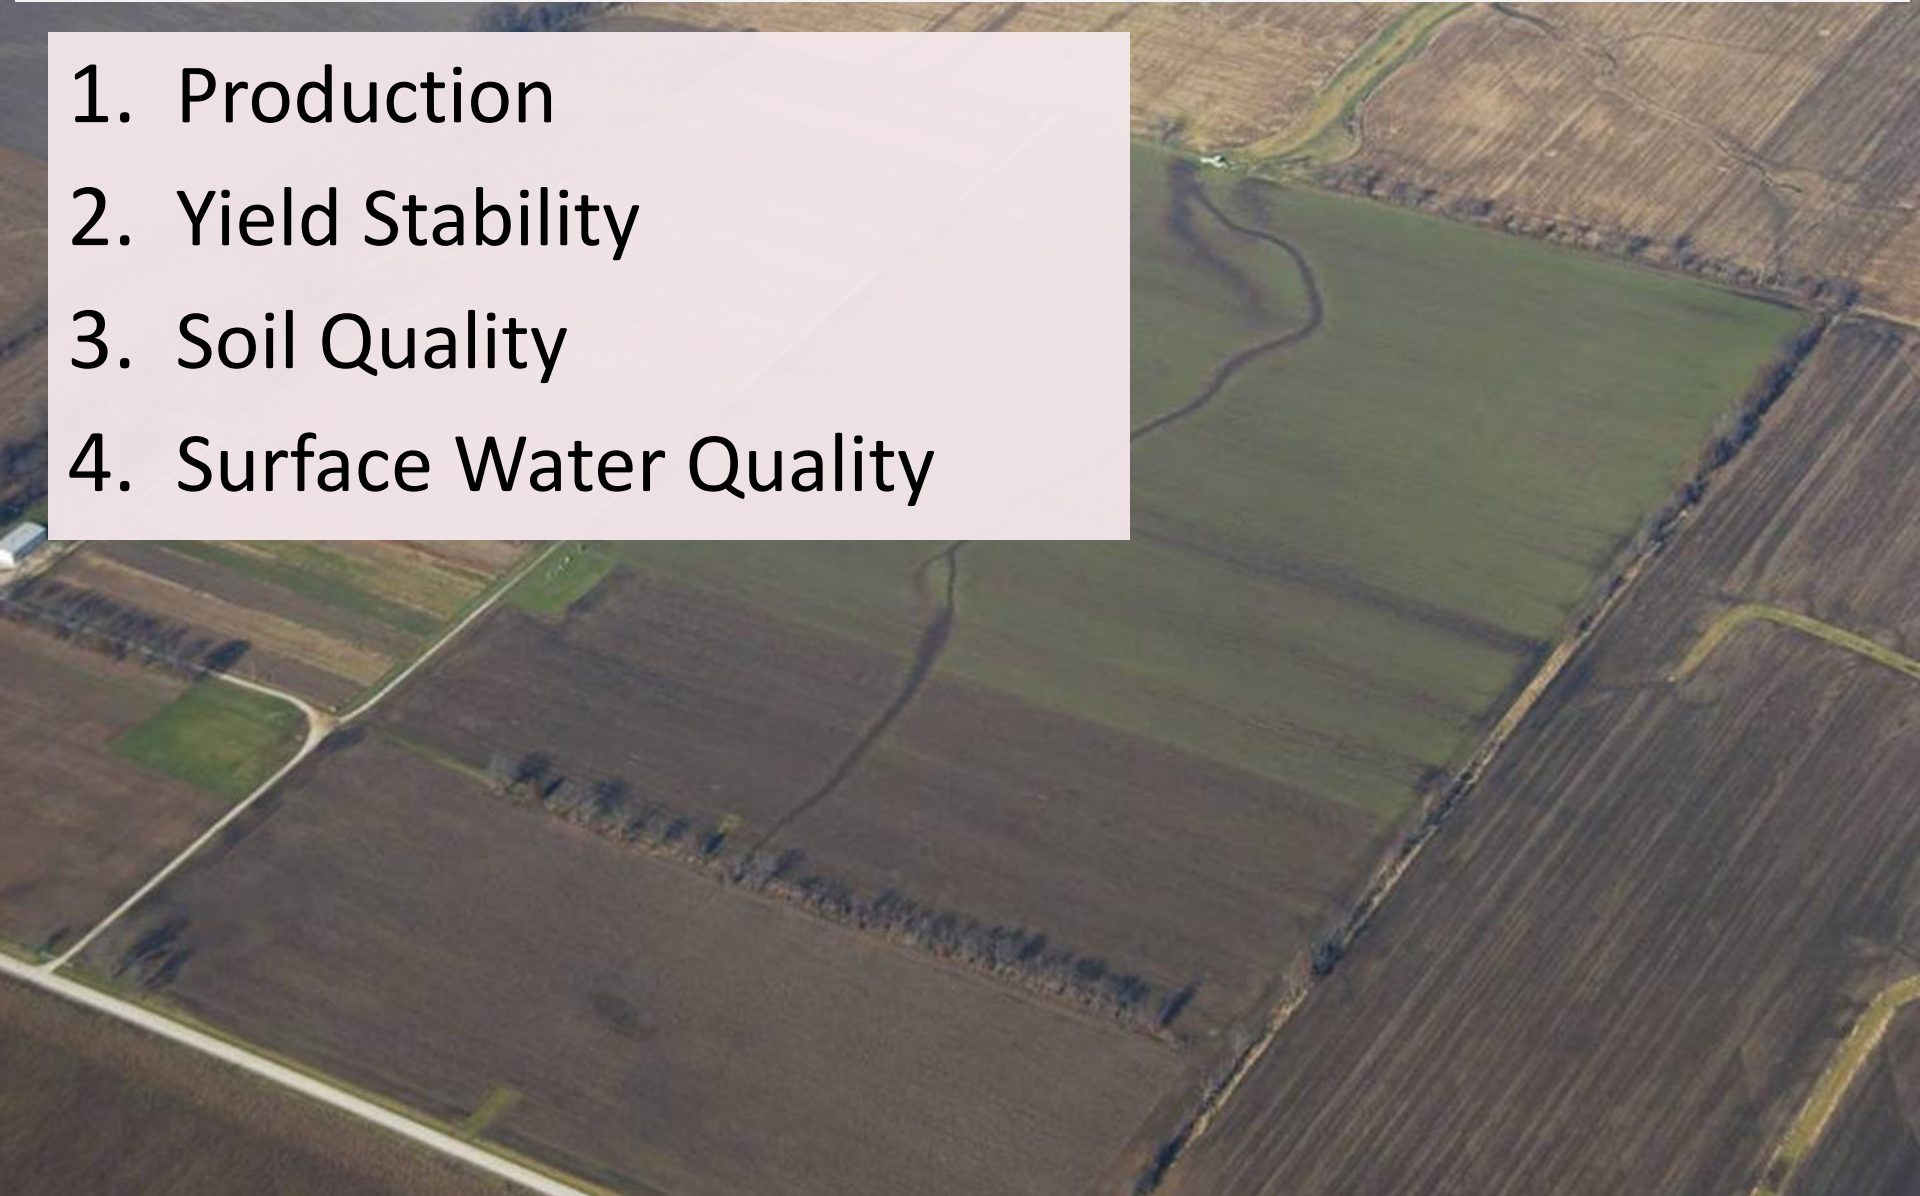 1. Production
2. Yield Stability
3. Soil Quality
4. Surface Water Quality